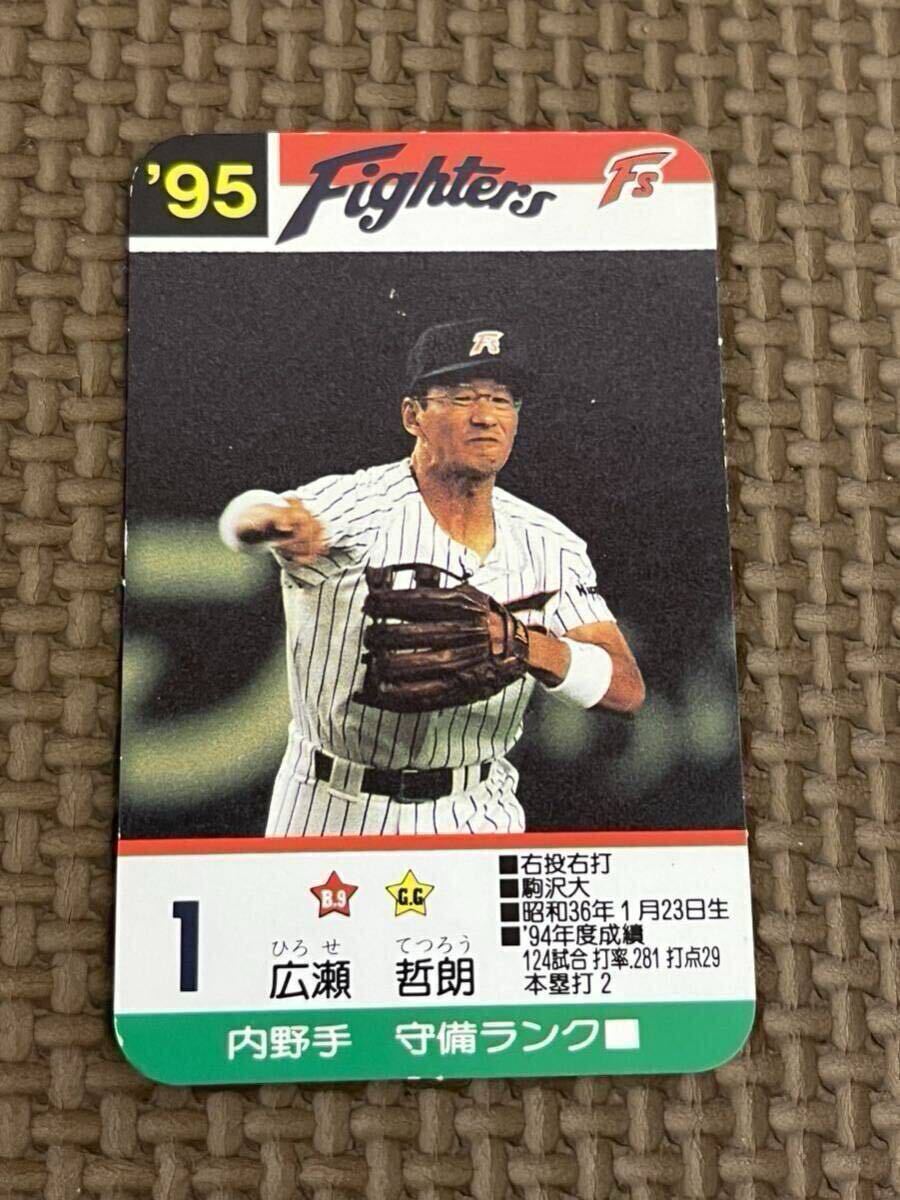 '95 Fighters Fs
Fs
1
B.9 G.G
ひろせ てつろう
広瀬 哲朗
■右投右打
■駒沢大
■昭和36年1月23日生
■'94年度成績
124試合 打率.281 打点29
本塁打2
内野手 守備ランク■